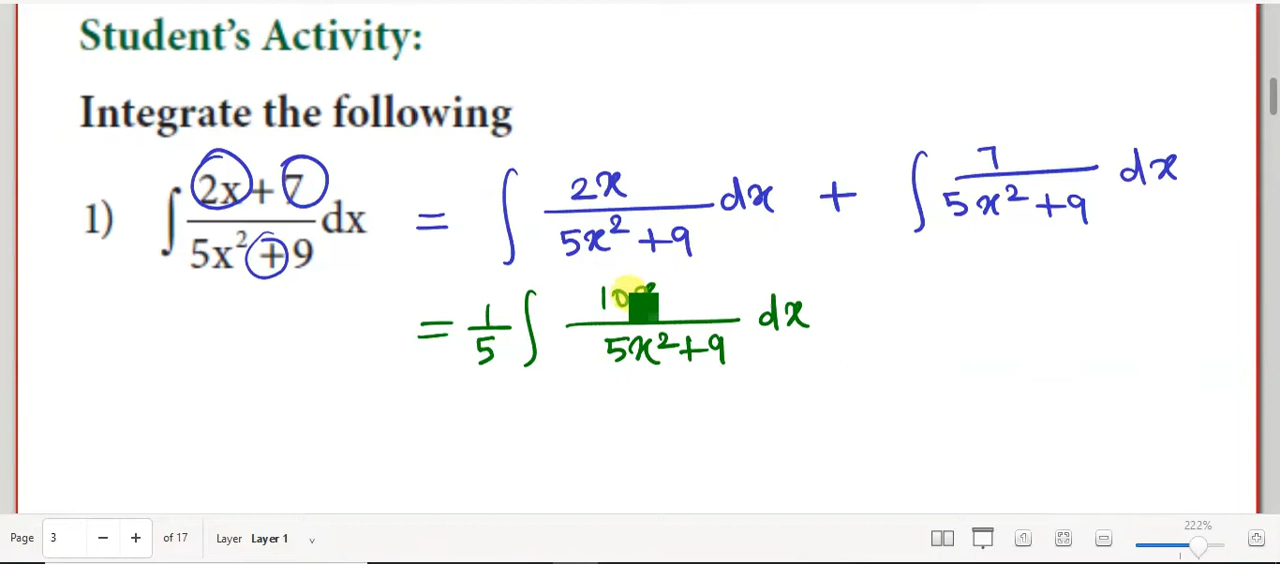 Student's Activity:
Integrate the following
1) ∫ (2x + 7)/(5x² + 9) dx = ∫ 2x/(5x² + 9) dx + ∫ 7/(5x² + 9) dx
= 1/5 ∫ 10x/(5x² + 9) dx
Page 3 − + of 17 Layer Layer 1 222%